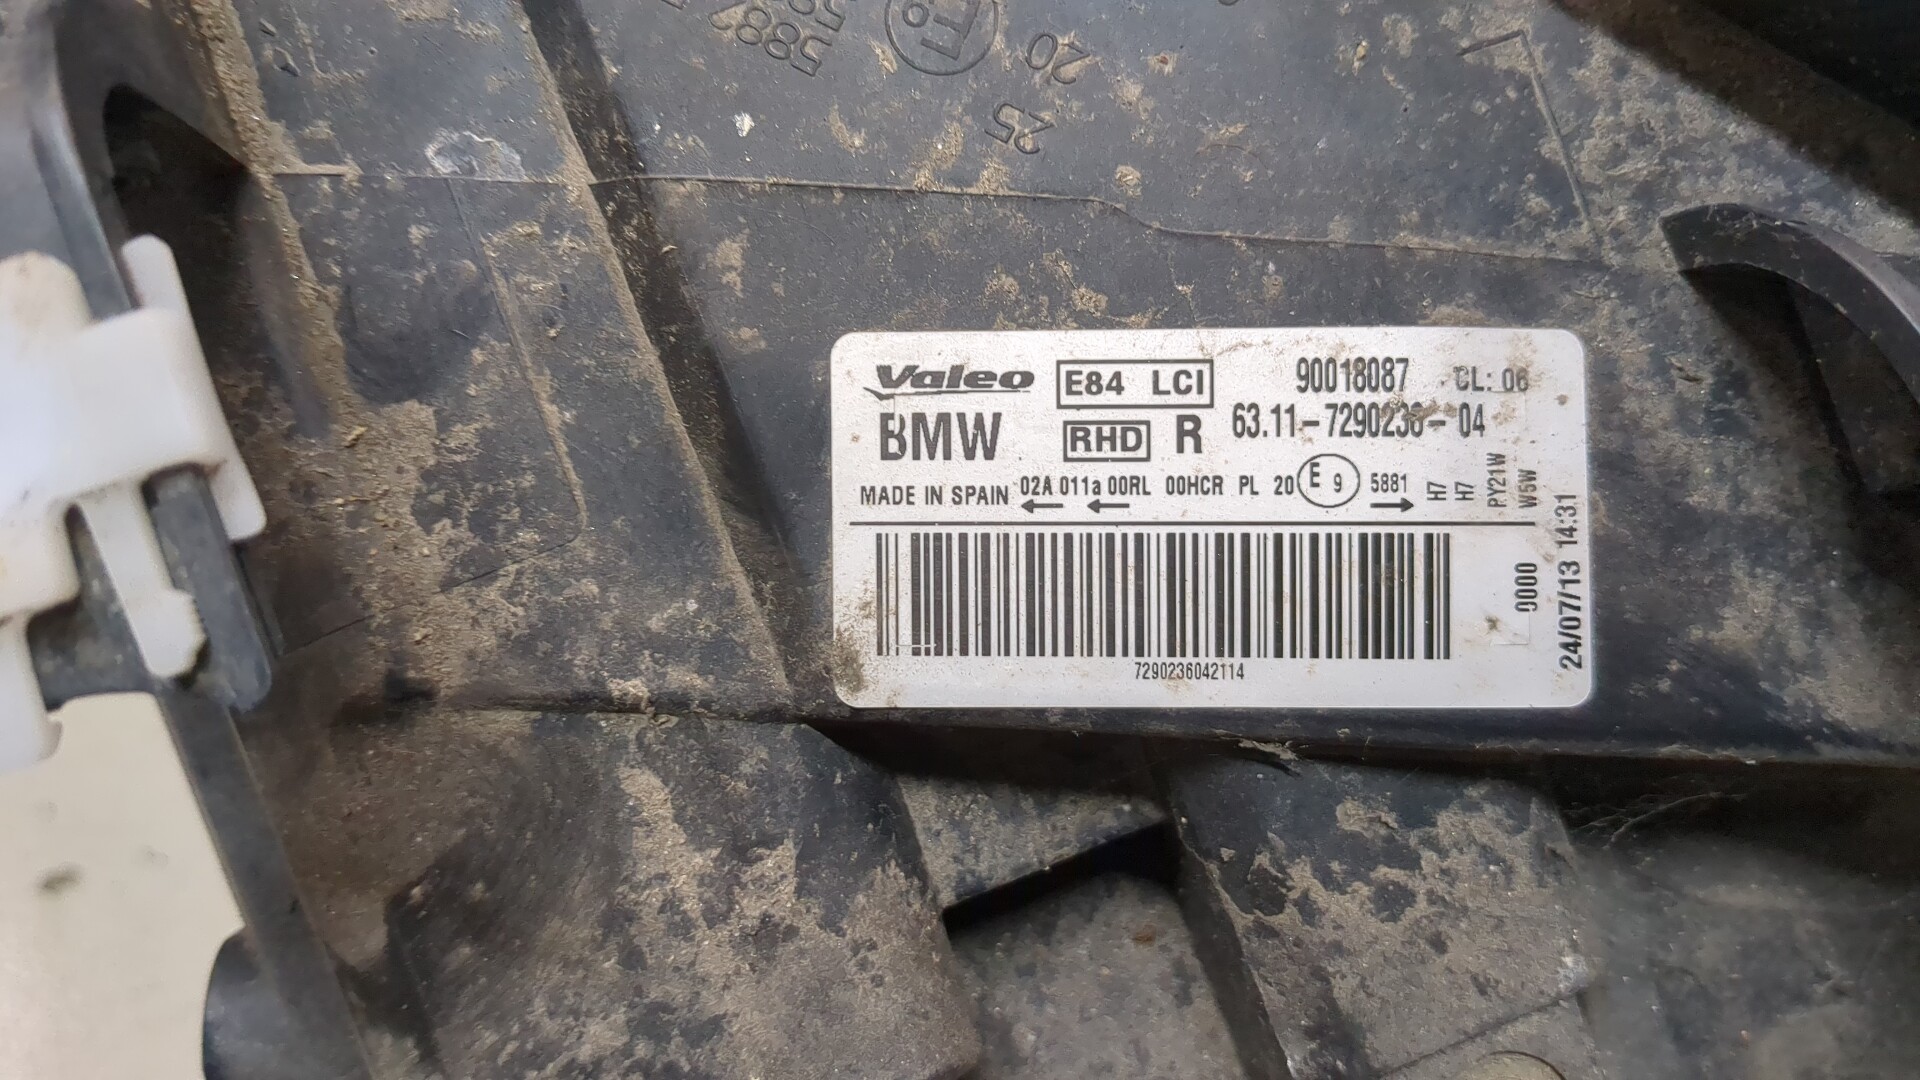 25
20
Valeo E84 LCI 90018087 CL: 06
BMW RHD R 63.11-7290236-04
MADE IN SPAIN 02A 011a 00RL 00HCR PL 20 E 9 5881 H7 H7 PY21W W5W
← ← →
0000
24/07/13 14:31
7290236042114